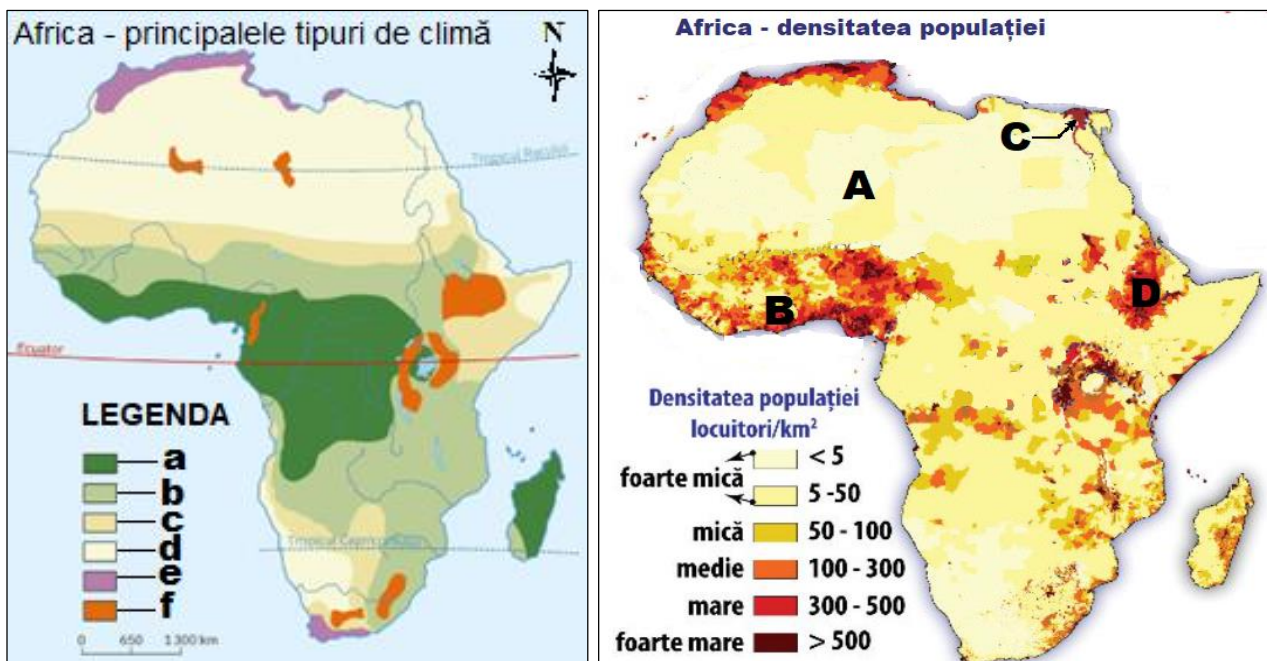 Africa - principalele tipuri de climă
N
Tropicul Racului
Ecuator
Tropicul Capricornului
LEGENDA
a
b
c
d
e
f
0 650 1 300 km
Africa - densitatea populației
A
B
C
D
Densitatea populației
locuitori/km²
foarte mică
< 5
5 -50
mică 50 - 100
medie 100 - 300
mare 300 - 500
foarte mare > 500